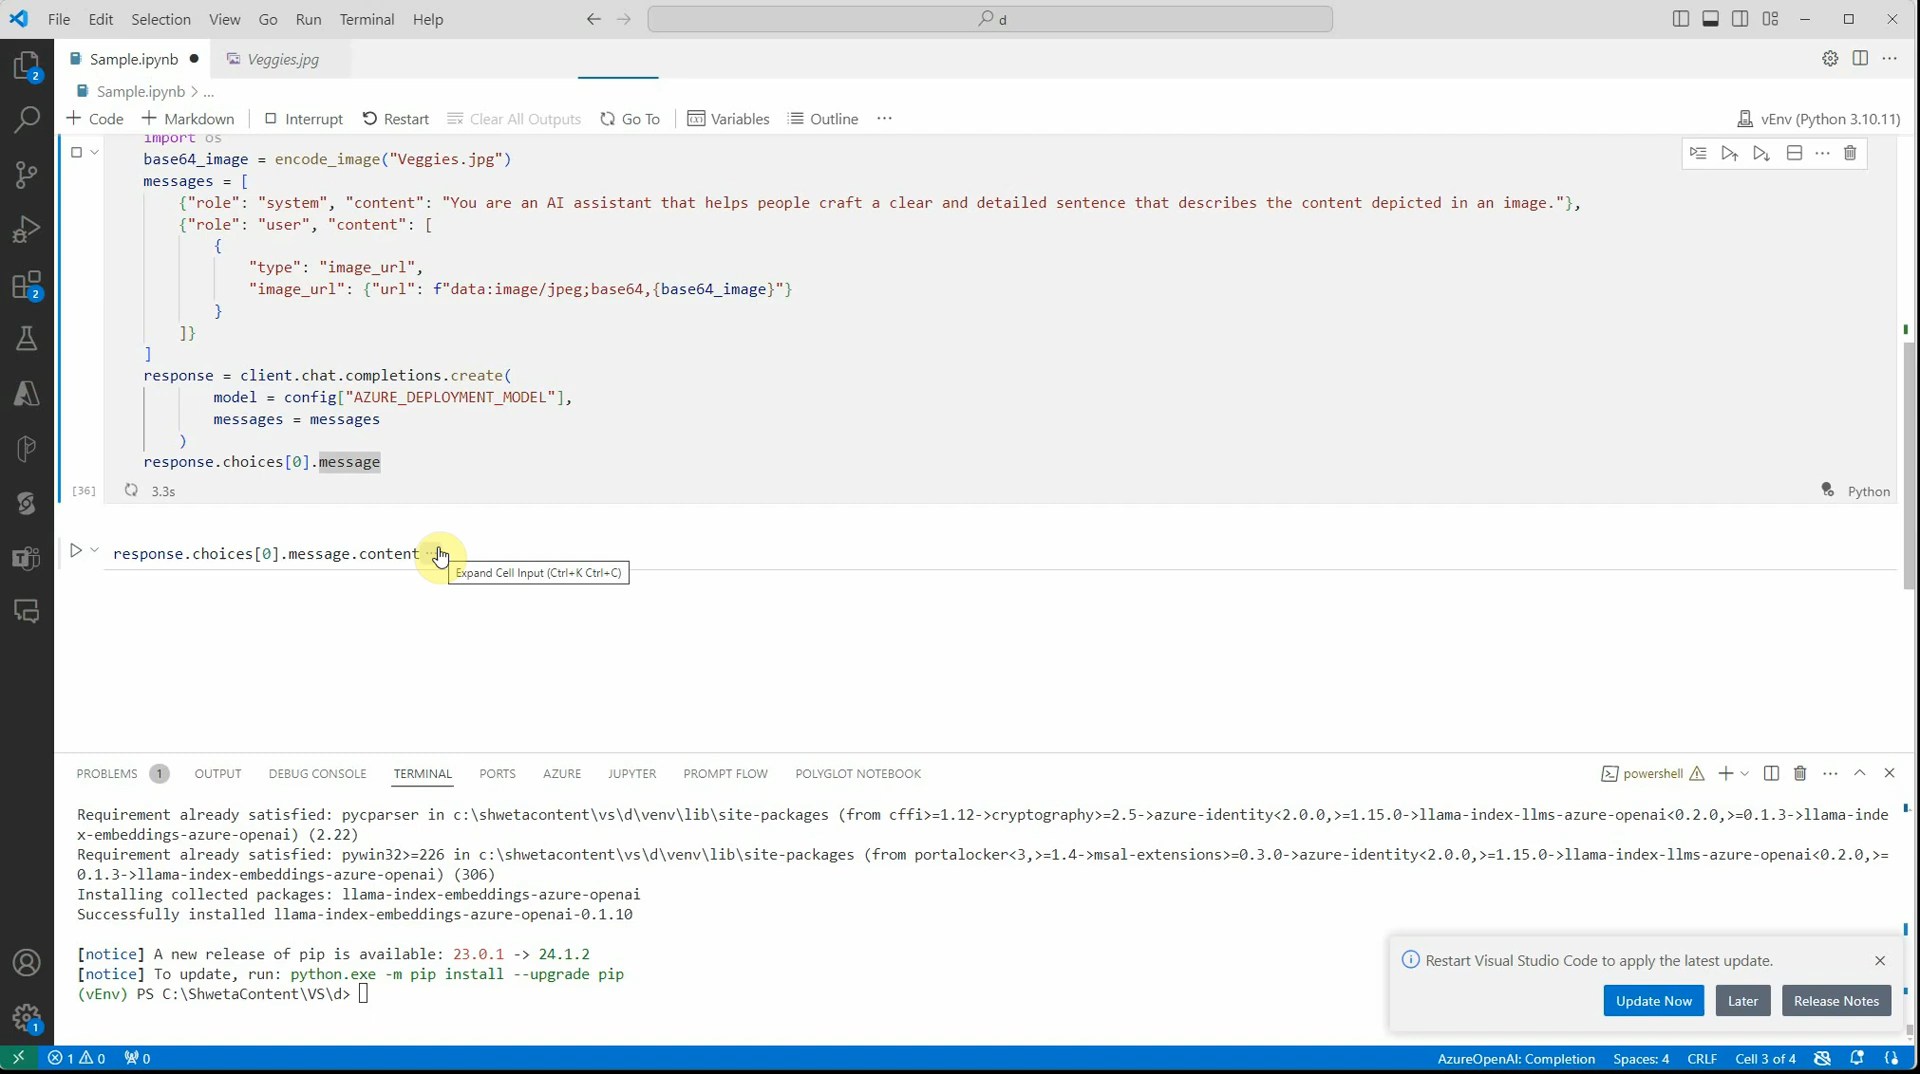 File Edit Selection View Go Run Terminal Help
d
Sample.ipynb
Veggies.jpg
Sample.ipynb > ...
Code Markdown Interrupt Restart Clear All Outputs Go To Variables Outline ...
vEnv (Python 3.10.11)
import os
base64_image = encode_image("Veggies.jpg")
messages = [
{"role": "system", "content": "You are an AI assistant that helps people craft a clear and detailed sentence that describes the content depicted in an image."},
{"role": "user", "content": [
{
"type": "image_url",
"image_url": {"url": f"data:image/jpeg;base64,{base64_image}"}
}
]}
]
response = client.chat.completions.create(
model = config["AZURE_DEPLOYMENT_MODEL"],
messages = messages
)
response.choices[0].message
[36]
3.3s
Python
response.choices[0].message.content
Expand Cell Input (Ctrl+K Ctrl+C)
PROBLEMS 1 OUTPUT DEBUG CONSOLE TERMINAL PORTS AZURE JUPYTER PROMPT FLOW POLYGLOT NOTEBOOK
powershell
Requirement already satisfied: pycparser in c:\shwetacontent\vs\d\venv\lib\site-packages (from cffi>=1.12->cryptography>=2.5->azure-identity<2.0.0,>=1.15.0->llama-index-llms-azure-openai<0.2.0,>=0.1.3->llama-inde
x-embeddings-azure-openai) (2.22)
Requirement already satisfied: pywin32>=226 in c:\shwetacontent\vs\d\venv\lib\site-packages (from portalocker<3,>=1.4->msal-extensions>=0.3.0->azure-identity<2.0.0,>=1.15.0->llama-index-llms-azure-openai<0.2.0,>=
0.1.3->llama-index-embeddings-azure-openai) (306)
Installing collected packages: llama-index-embeddings-azure-openai
Successfully installed llama-index-embeddings-azure-openai-0.1.10
[notice] A new release of pip is available: 23.0.1 -> 24.1.2
[notice] To update, run: python.exe -m pip install --upgrade pip
(vEnv) PS C:\ShwetaContent\VS\d>
Restart Visual Studio Code to apply the latest update.
Update Now Later Release Notes
2
2
1
1 0 0
AzureOpenAI: Completion Spaces: 4 CRLF Cell 3 of 4